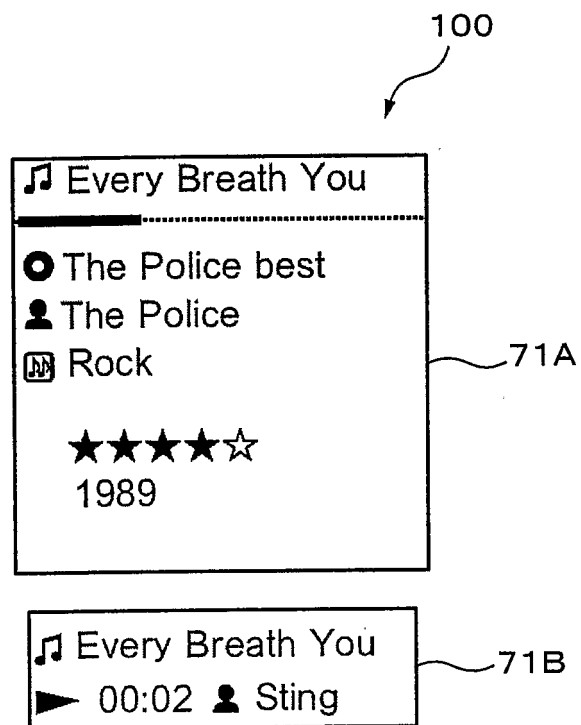 100
Every Breath You
The Police best
The Police
Rock
71A
★★★★☆
1989
Every Breath You
71B
00:02 Sting